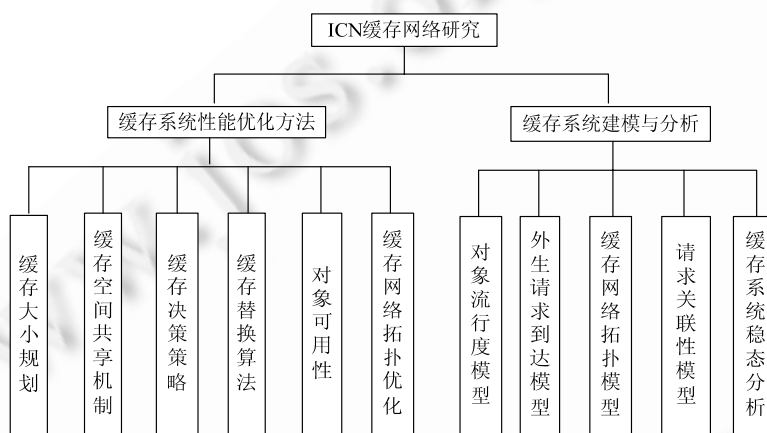 ICN缓存网络研究
缓存系统性能优化方法
缓存系统建模与分析
缓存大小规划
缓存空间共享机制
缓存决策策略
缓存替换算法
对象可用性
缓存网络拓扑优化
对象流行度模型
外生请求到达模型
缓存网络拓扑模型
请求关联性模型
缓存系统稳态分析